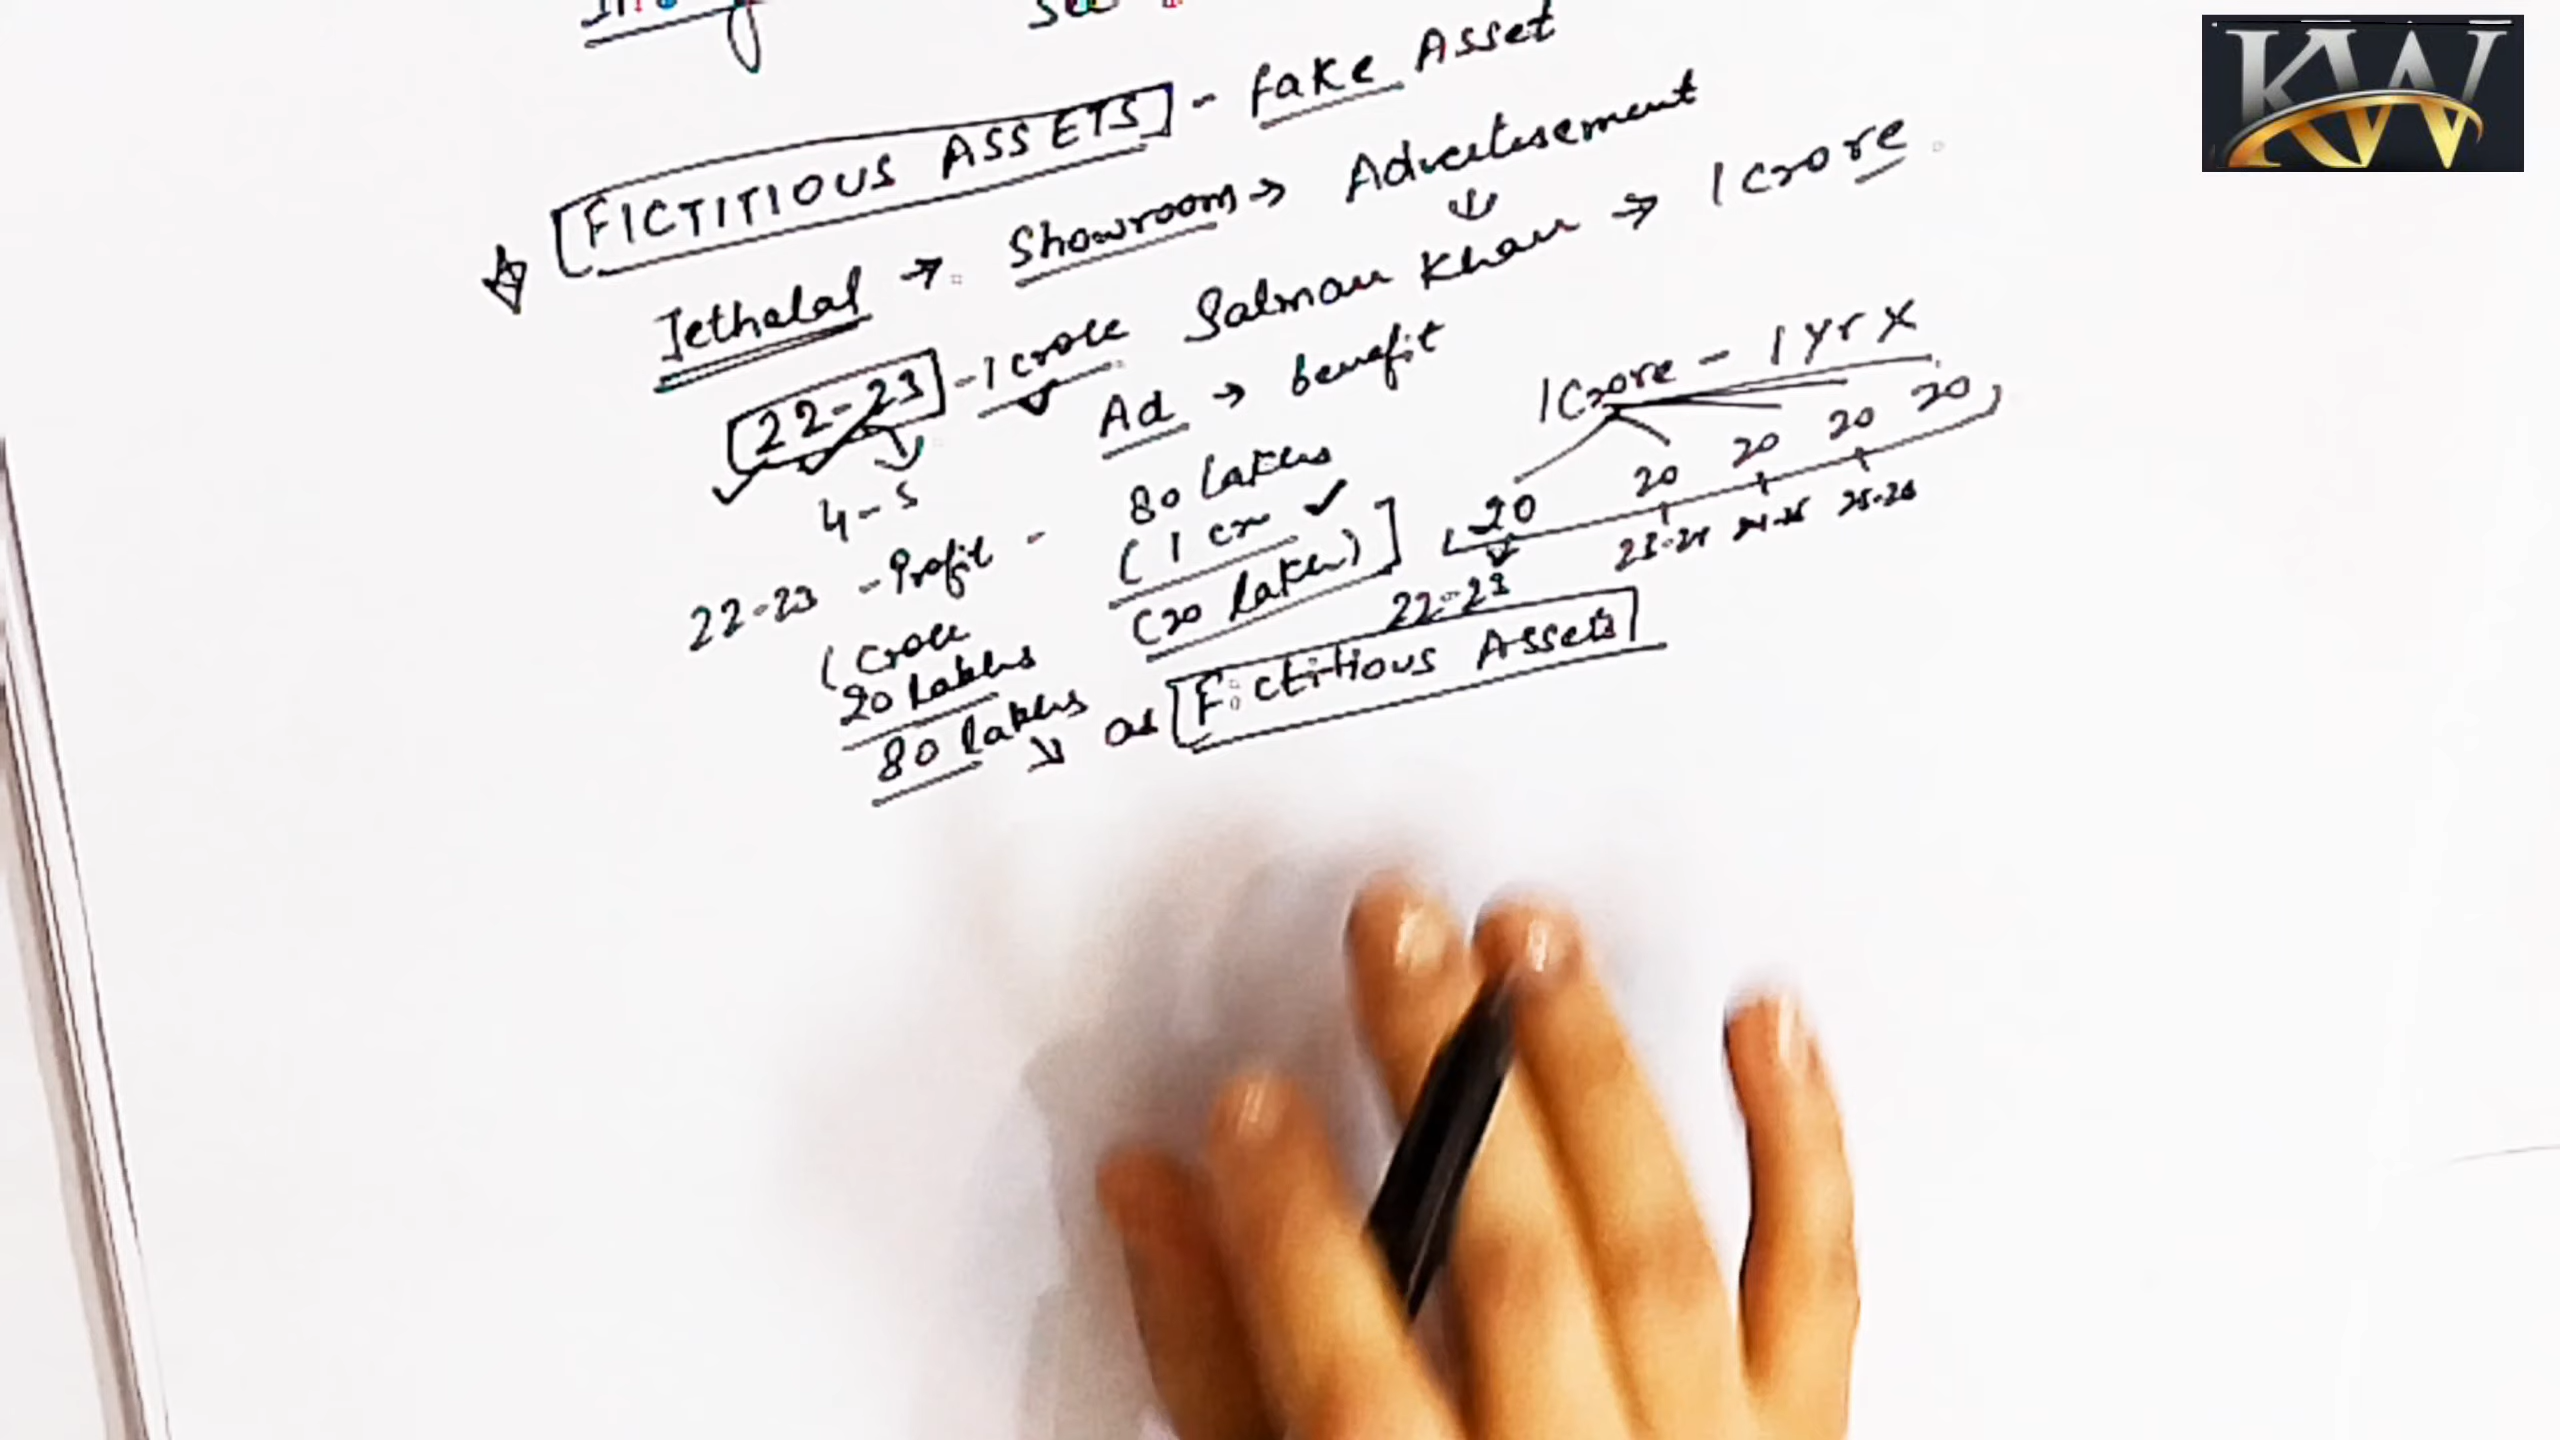 FICTITIOUS ASSETS - fake Asset
Jethalal → Showroom → Advertisement
22-23 - 1 crore Salman Khan → 1 crore
Ad → benefit
1 Crore - 1 yr X
4-5
20 20 20 20 20
22-23 23-24 24-25 25-26
22-23 - Profit - 80 lakhs
(1 cr
(20 lakhs)
1 crore
20 lakhs
80 lakhs
as Fictitious Assets
KW